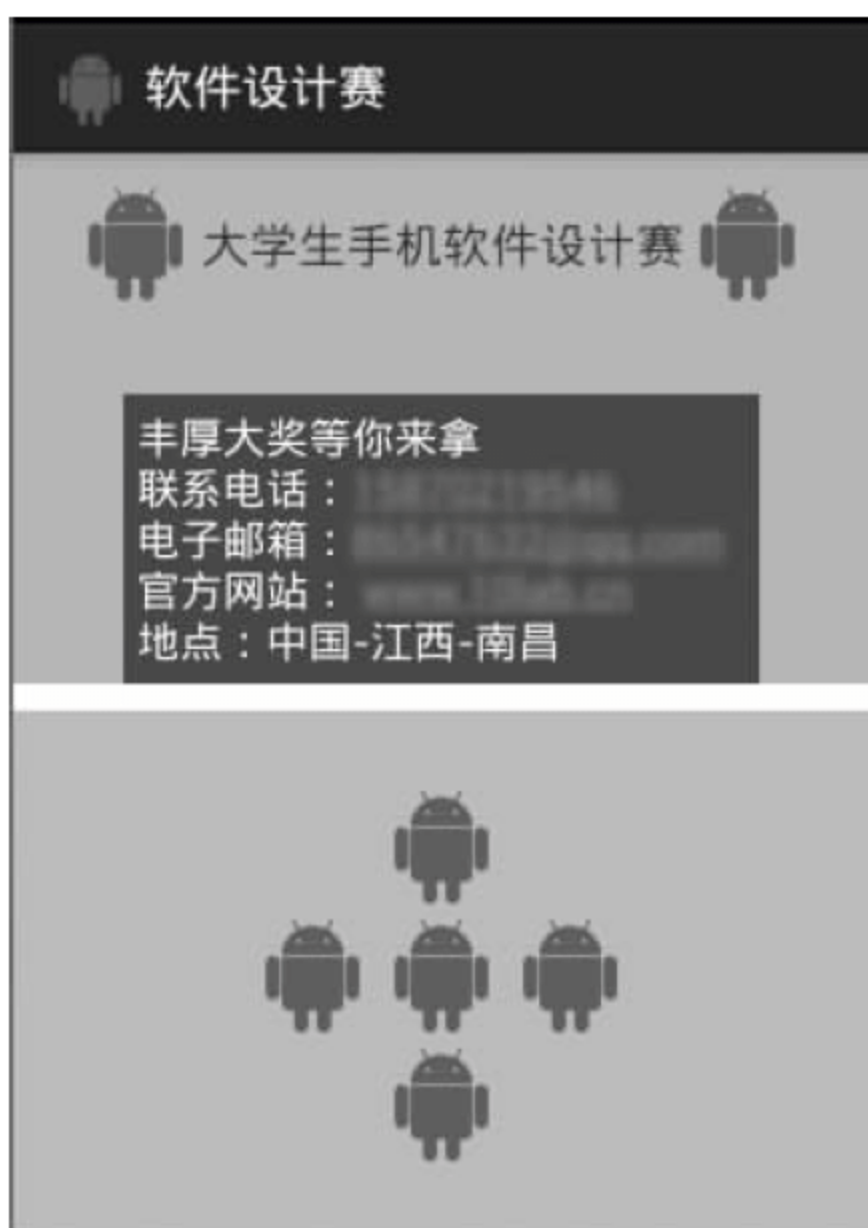 软件设计赛
大学生手机软件设计赛
丰厚大奖等你来拿
联系电话：
电子邮箱：
官方网站：
地点：中国-江西-南昌